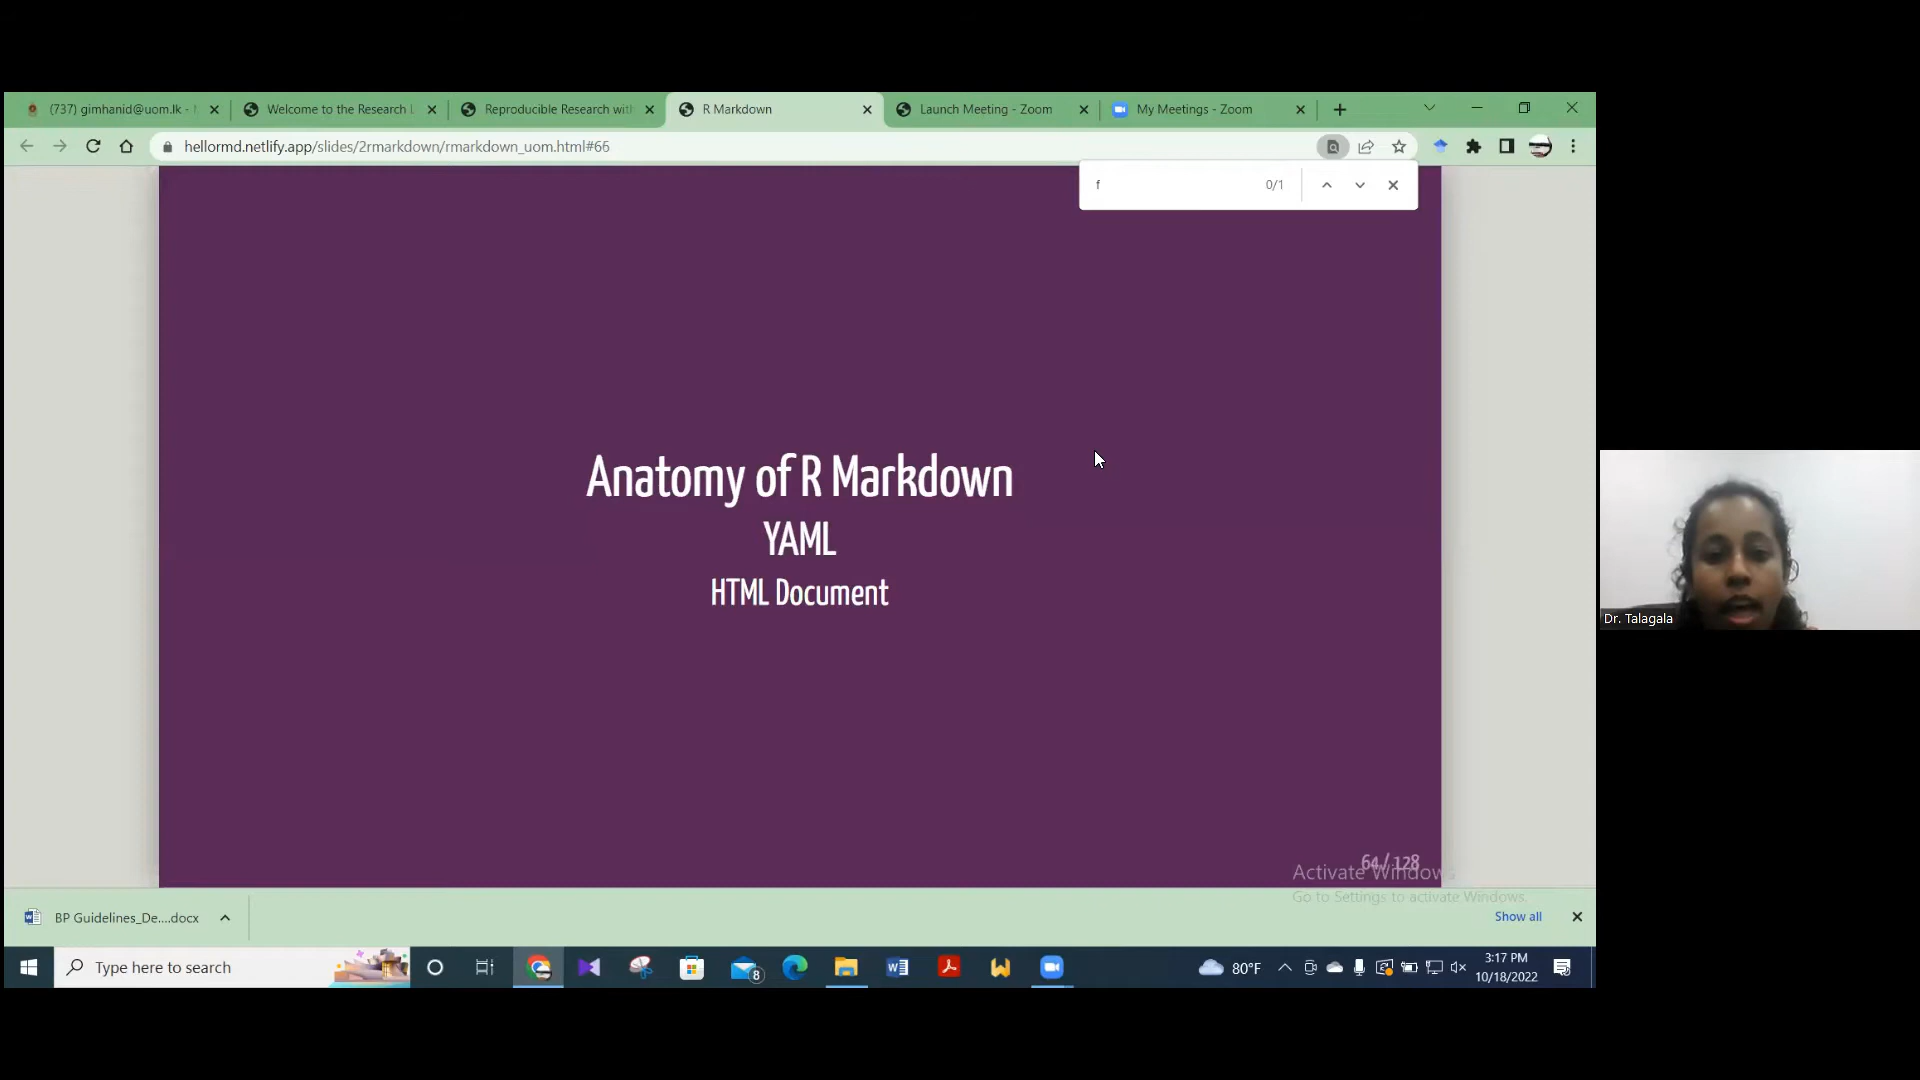 (737) gimhanid@uom.lk -
Welcome to the Research
Reproducible Research with
R Markdown
Launch Meeting - Zoom
My Meetings - Zoom
hellormd.netlify.app/slides/2rmarkdown/rmarkdown_uom.html#66
f
0/1
Anatomy of R Markdown
YAML
HTML Document
Dr. Talagala
64 / 128
Activate Windows
Go to Settings to activate Windows.
BP Guidelines_De....docx
Show all
Type here to search
8
80°F
3:17 PM
10/18/2022